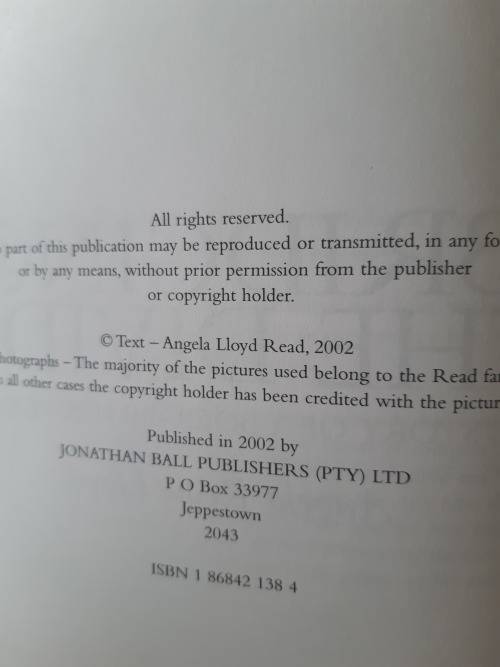 All rights reserved.
part of this publication may be reproduced or transmitted, in any fo
or by any means, without prior permission from the publisher
or copyright holder.
© Text – Angela Lloyd Read, 2002
hotographs – The majority of the pictures used belong to the Read fa
all other cases the copyright holder has been credited with the pictur
Published in 2002 by
JONATHAN BALL PUBLISHERS (PTY) LTD
P O Box 33977
Jeppestown
2043
ISBN 1 86842 138 4